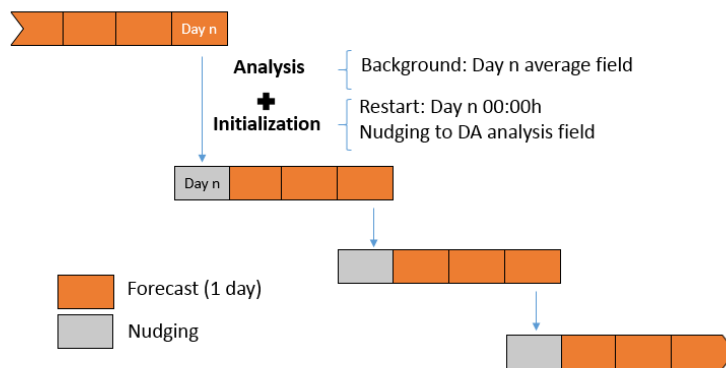 Day n
Analysis
Background: Day n average field
Initialization
Restart: Day n 00:00h
Nudging to DA analysis field
Day n
Forecast (1 day)
Nudging